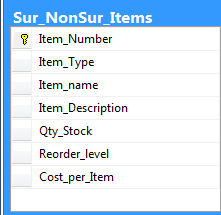 Sur_NonSur_Items
Item_Number
Item_Type
Item_name
Item_Description
Qty_Stock
Reorder_level
Cost_per_Item